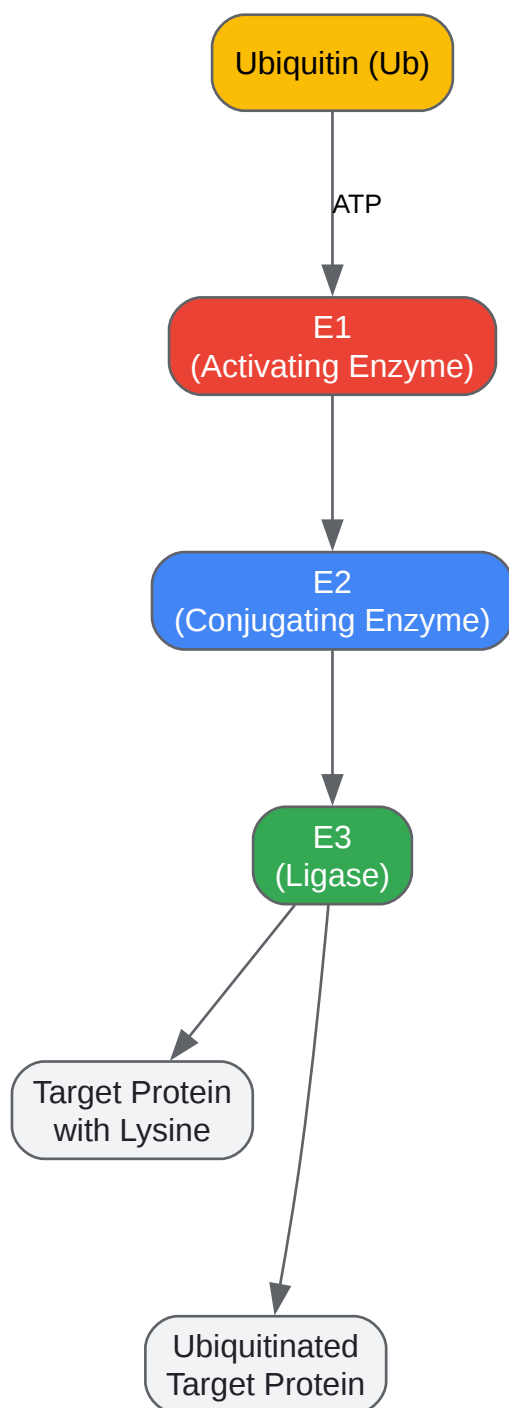 Ubiquitin (Ub)
ATP
E1
(Activating Enzyme)
E2
(Conjugating Enzyme)
E3
(Ligase)
Target Protein
with Lysine
Ubiquitinated
Target Protein